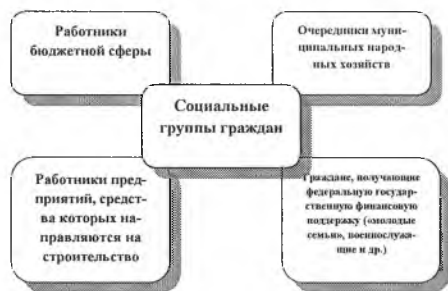 Работники
бюджетной сферы
Очередники муни-
ципальных народ-
ных хозяйств
Социальные
группы граждан
Работники пред-
приятий, средст-
ва которых на-
правляются на
строительство
Граждане, получающие
федеральную государ-
ственную финансовую
поддержку («молодые
семьи», военнослужа-
щие и др.)